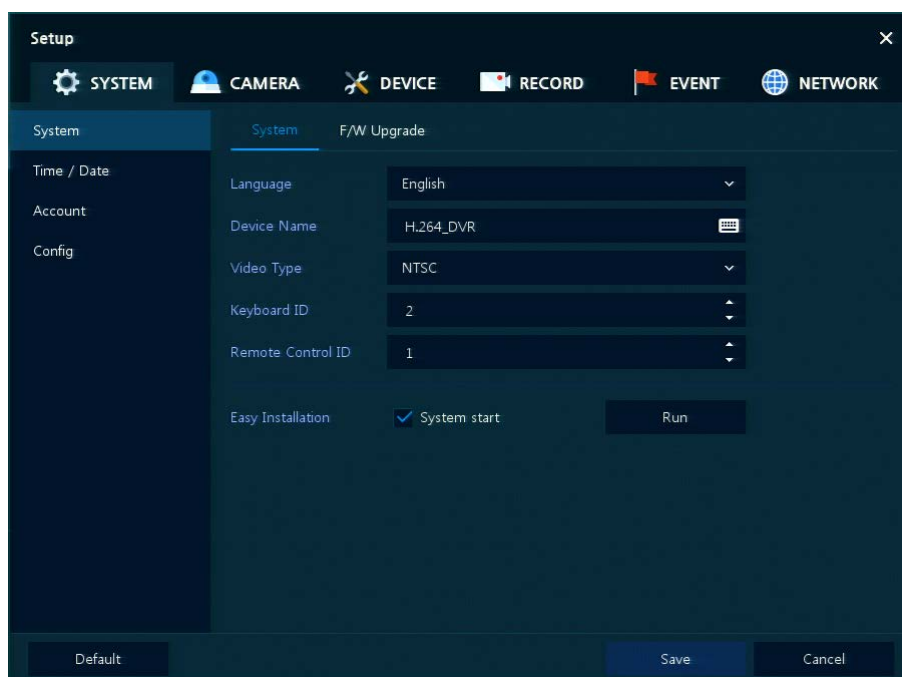 Setup
SYSTEM CAMERA DEVICE RECORD EVENT NETWORK
System
Time / Date
Account
Config
System F/W Upgrade
Language English
Device Name H.264_DVR
Video Type NTSC
Keyboard ID 2
Remote Control ID 1
Easy Installation System start Run
Default Save Cancel